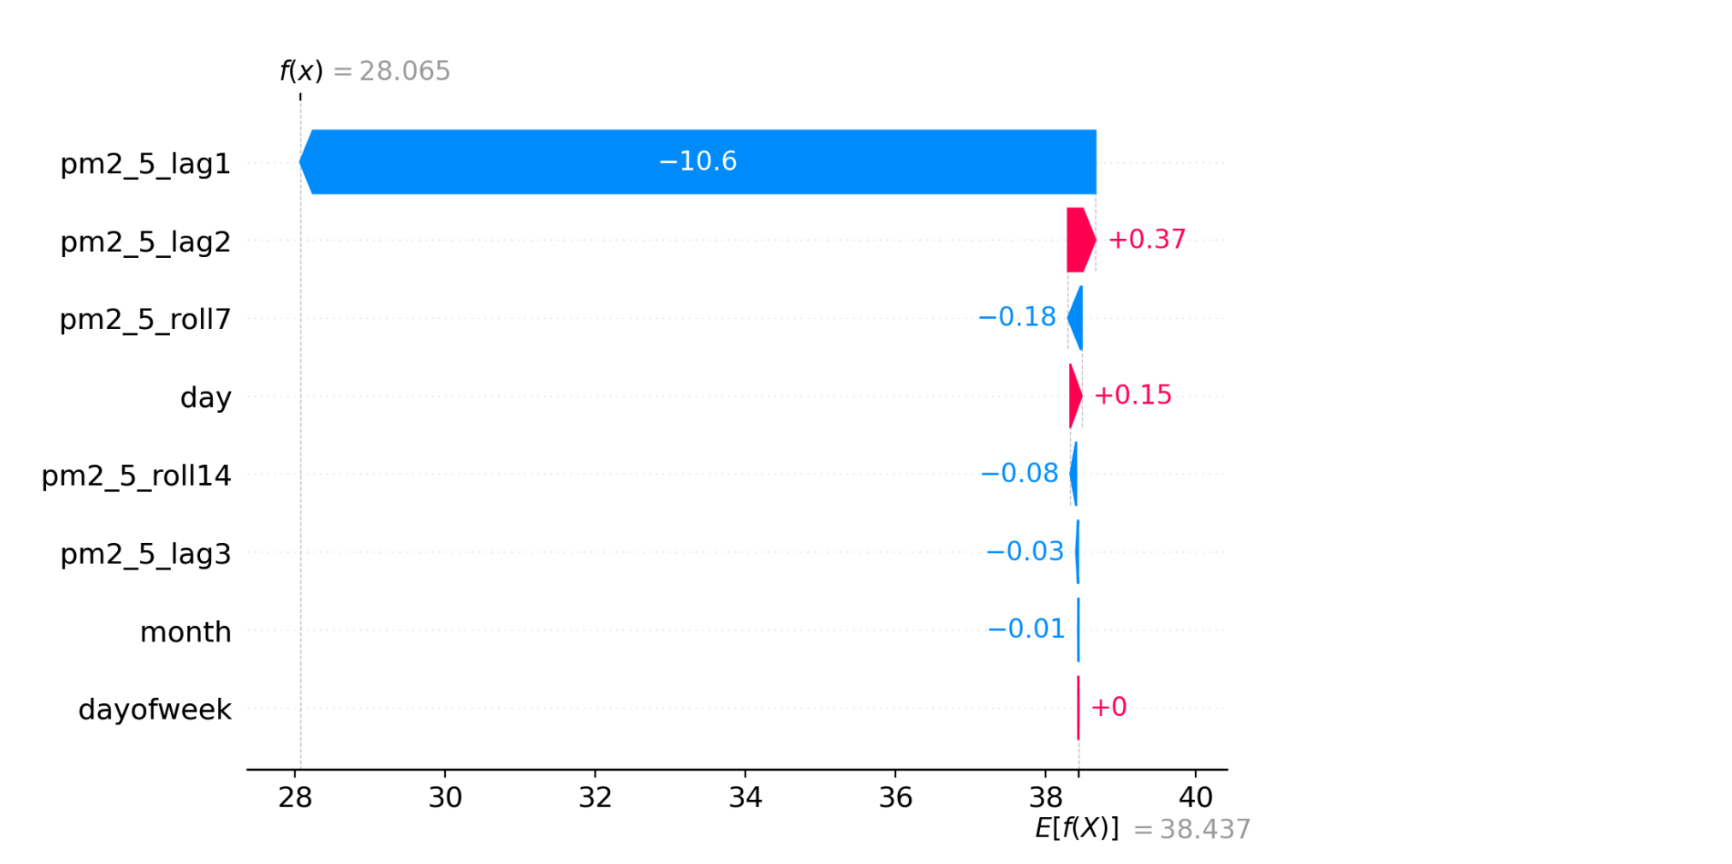 f(x) = 28.065
pm2_5_lag1 −10.6
pm2_5_lag2 +0.37
pm2_5_roll7 −0.18
day +0.15
pm2_5_roll14 −0.08
pm2_5_lag3 −0.03
month −0.01
dayofweek +0
28 30 32 34 36 38 40
E[f(X)] = 38.437